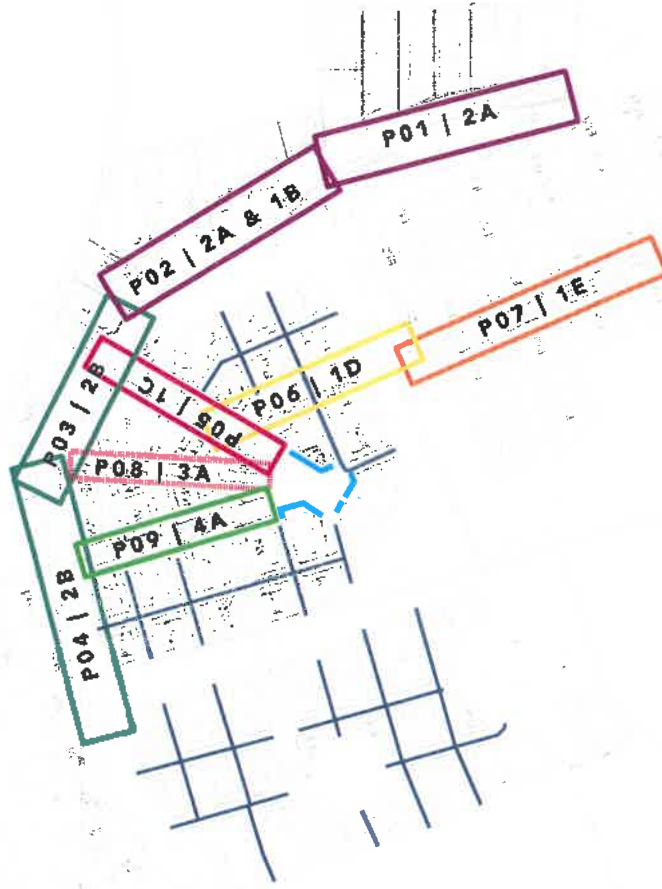 P01 | 2A
P02 | 2A & 1B
P07 | 1E
P03 | 2B
P05 | 1C
P06 | 1D
P08 | 3A
P09 | 4A
P04 | 2B